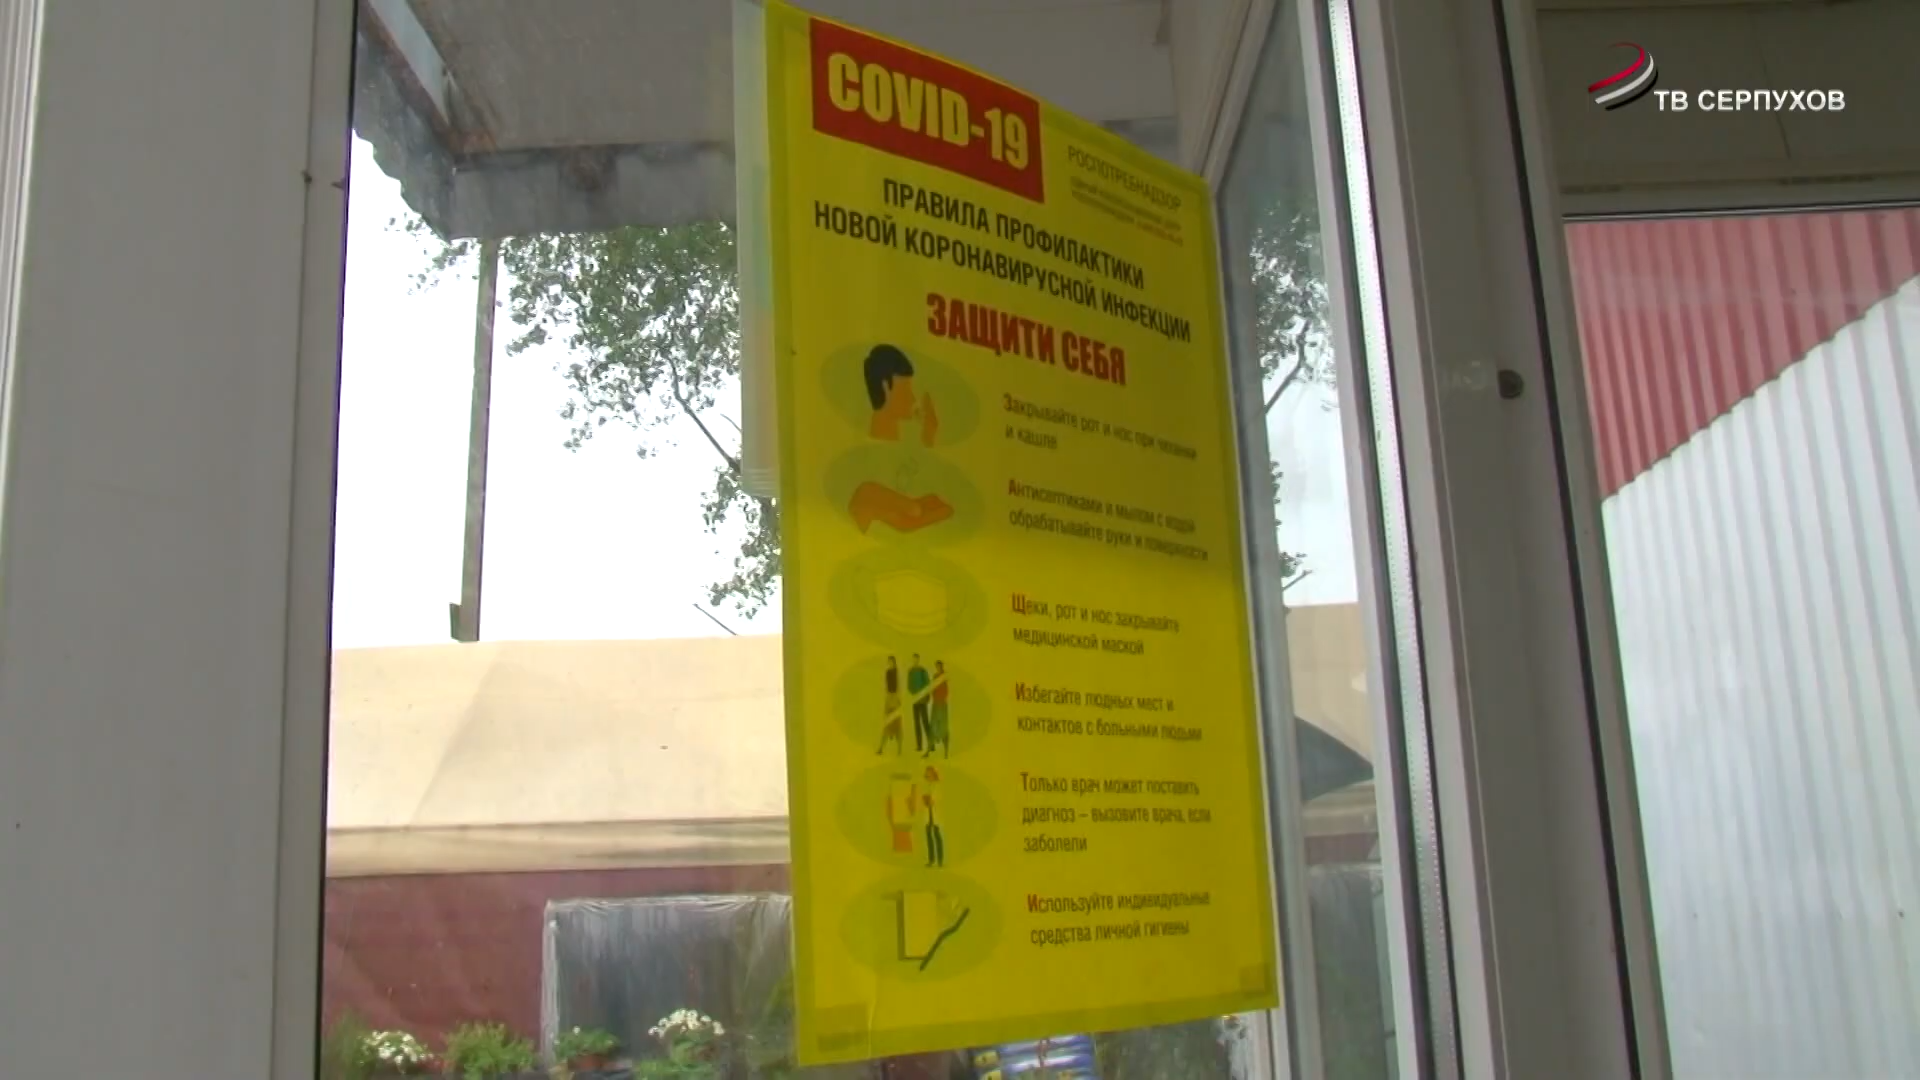 ТВ СЕРПУХОВ
COVID-19
РОСПОТРЕБНАДЗОР
ПРАВИЛА ПРОФИЛАКТИКИ
НОВОЙ КОРОНАВИРУСНОЙ ИНФЕКЦИИ
ЗАЩИТИ СЕБЯ
Закрывайте рот и нос при чихании
и кашле
Антисептиками и мылом с водой
обрабатывайте руки и поверхности
Щеки, рот и нос закрывайте
медицинской маской
Избегайте людных мест и
контактов с больными людьми
Только врач может поставить
диагноз – вызовите врача, если
заболели
Используйте индивидуальные
средства личной гигиены